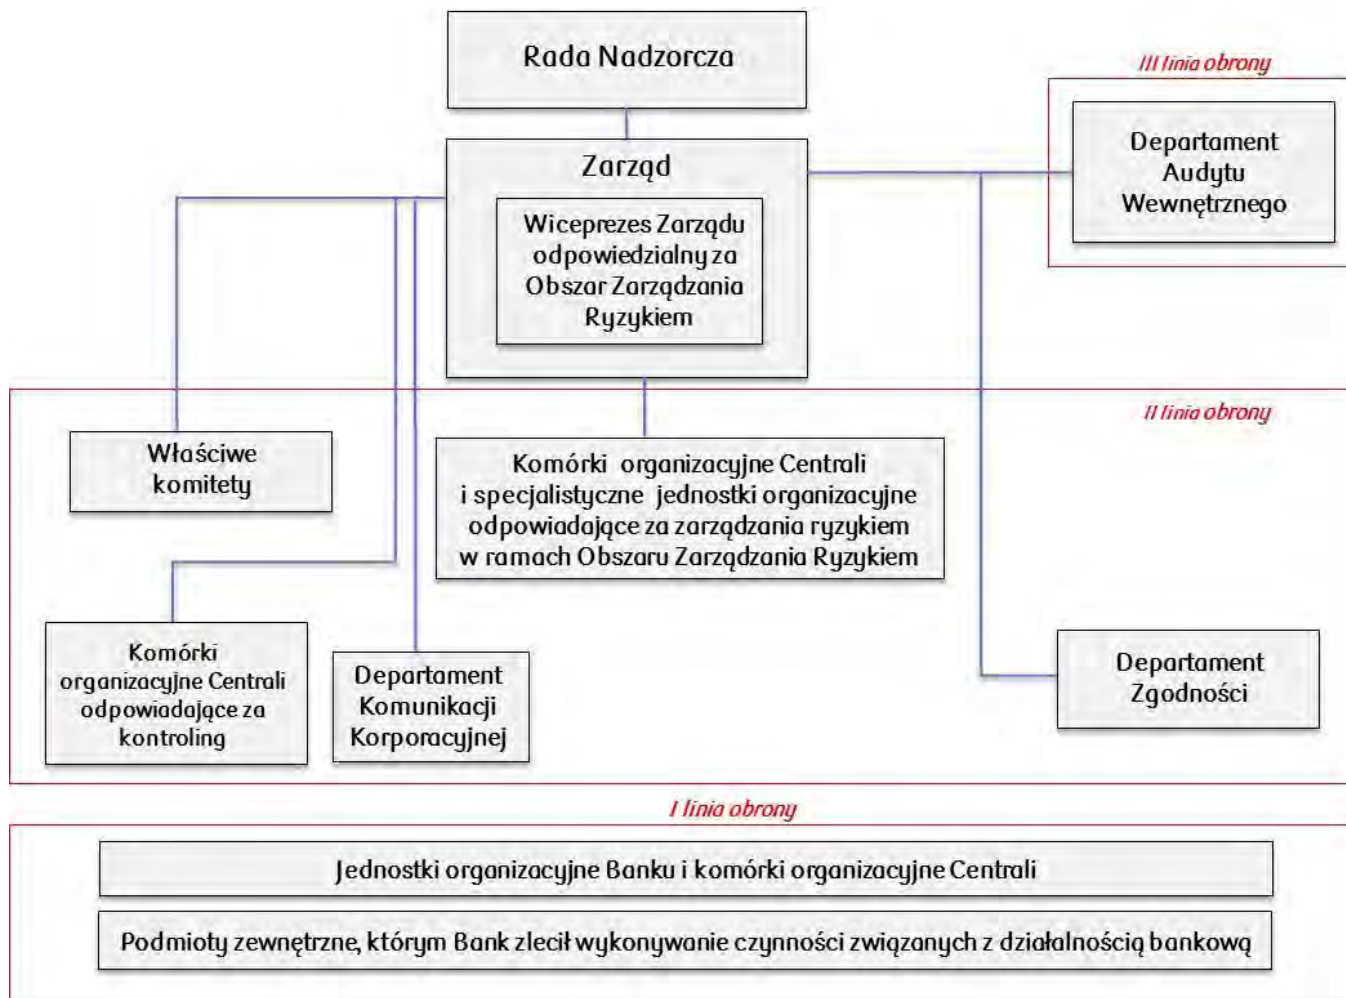 Rada Nadzorcza
III linia obrony
Departament
Audytu
Wewnętrznego
Zarząd
Wiceprezes Zarządu
odpowiedzialny za
Obszar Zarządzania
Ryzykiem
II linia obrony
Właściwe
komitety
Komórki organizacyjne Centrali
i specjalistyczne jednostki organizacyjne
odpowiadające za zarządzania ryzykiem
w ramach Obszaru Zarządzania Ryzykiem
Komórki
organizacyjne Centrali
odpowiadające za
kontroling
Departament
Komunikacji
Korporacyjnej
Departament
Zgodności
I linia obrony
Jednostki organizacyjne Banku i komórki organizacyjne Centrali
Podmioty zewnętrzne, którym Bank zlecił wykonywanie czynności związanych z działalnością bankową